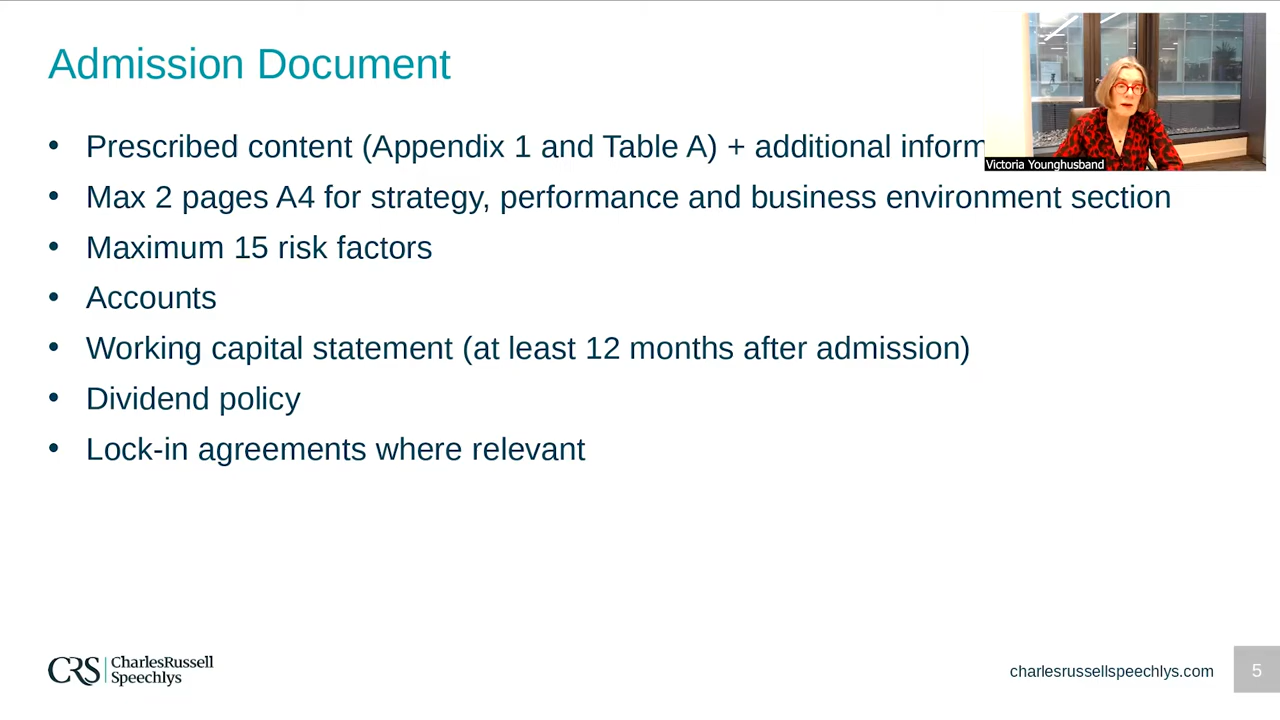 Admission Document
• Prescribed content (Appendix 1 and Table A) + additional inform
Victoria Younghusband
• Max 2 pages A4 for strategy, performance and business environment section
• Maximum 15 risk factors
• Accounts
• Working capital statement (at least 12 months after admission)
• Dividend policy
• Lock-in agreements where relevant
CRS CharlesRussell
Speechlys
charlesrussellspeechlys.com
5